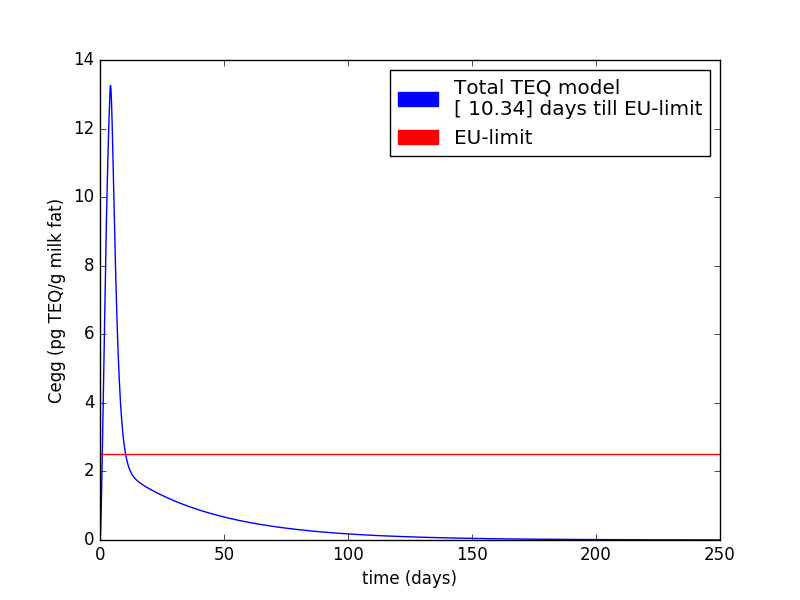 14
12
10
8
6
4
2
0
Cegg (pg TEQ/g milk fat)
Total TEQ model
[ 10.34] days till EU-limit
EU-limit
0 50 100 150 200 250
time (days)